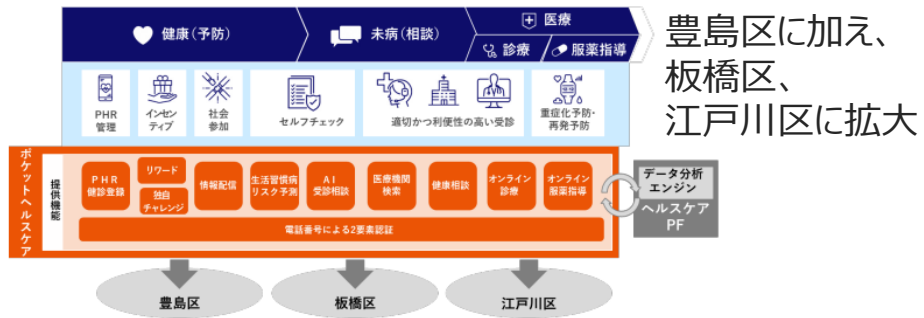 健康(予防)
未病(相談)
医療
診療
服薬指導
豊島区に加え、
板橋区、
江戸川区に拡大
PHR
管理
インセン
ティブ
社会
参加
セルフチェック
適切かつ利便性の高い受診
重症化予防・
再発予防
ポケットヘルスケア
提供機能
PHR
健診登録
リワード
独自
チャレンジ
情報配信
生活習慣病
リスク予測
AI
受診相談
医療機関
検索
健康相談
オンライン
診療
オンライン
服薬指導
電話番号による2要素認証
データ分析
エンジン
ヘルスケア
PF
豊島区
板橋区
江戸川区